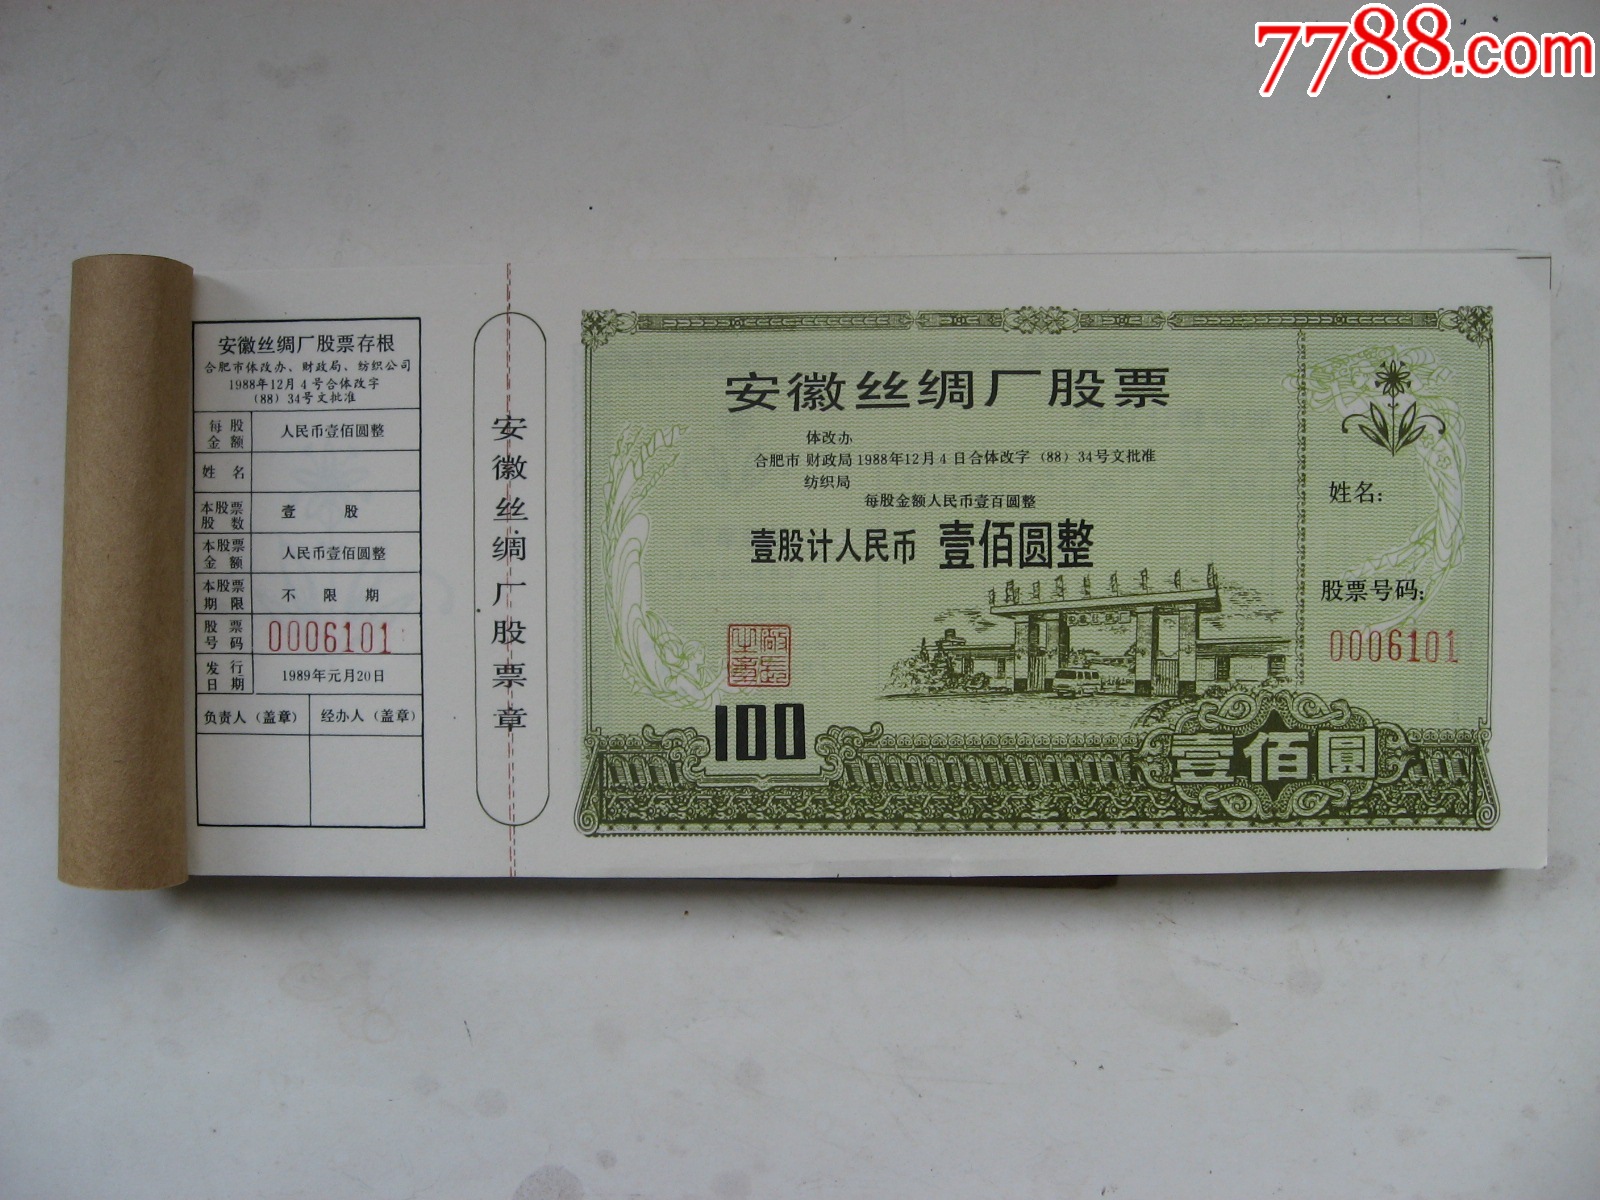 7788.com
安徽丝绸厂股票存根
合肥市体改办、财政局、纺织公司
1988年12月4号合体改字
（88）34号文批准
每股金额 人民币壹佰圆整
姓名
本股票股数 壹股
本股票金额 人民币壹佰圆整
本股票期限 不限期
股票号码 0006101
发行日期 1989年元月20日
负责人（盖章） 经办人（盖章）
安徽丝绸厂股票章
安徽丝绸厂股票
体改办
合肥市 财政局 1988年12月4日合体改字（88）34号文批准
纺织局
每股金额人民币壹百圆整
壹股计人民币 壹佰圆整
100
壹佰圆
姓名：
股票号码：
0006101